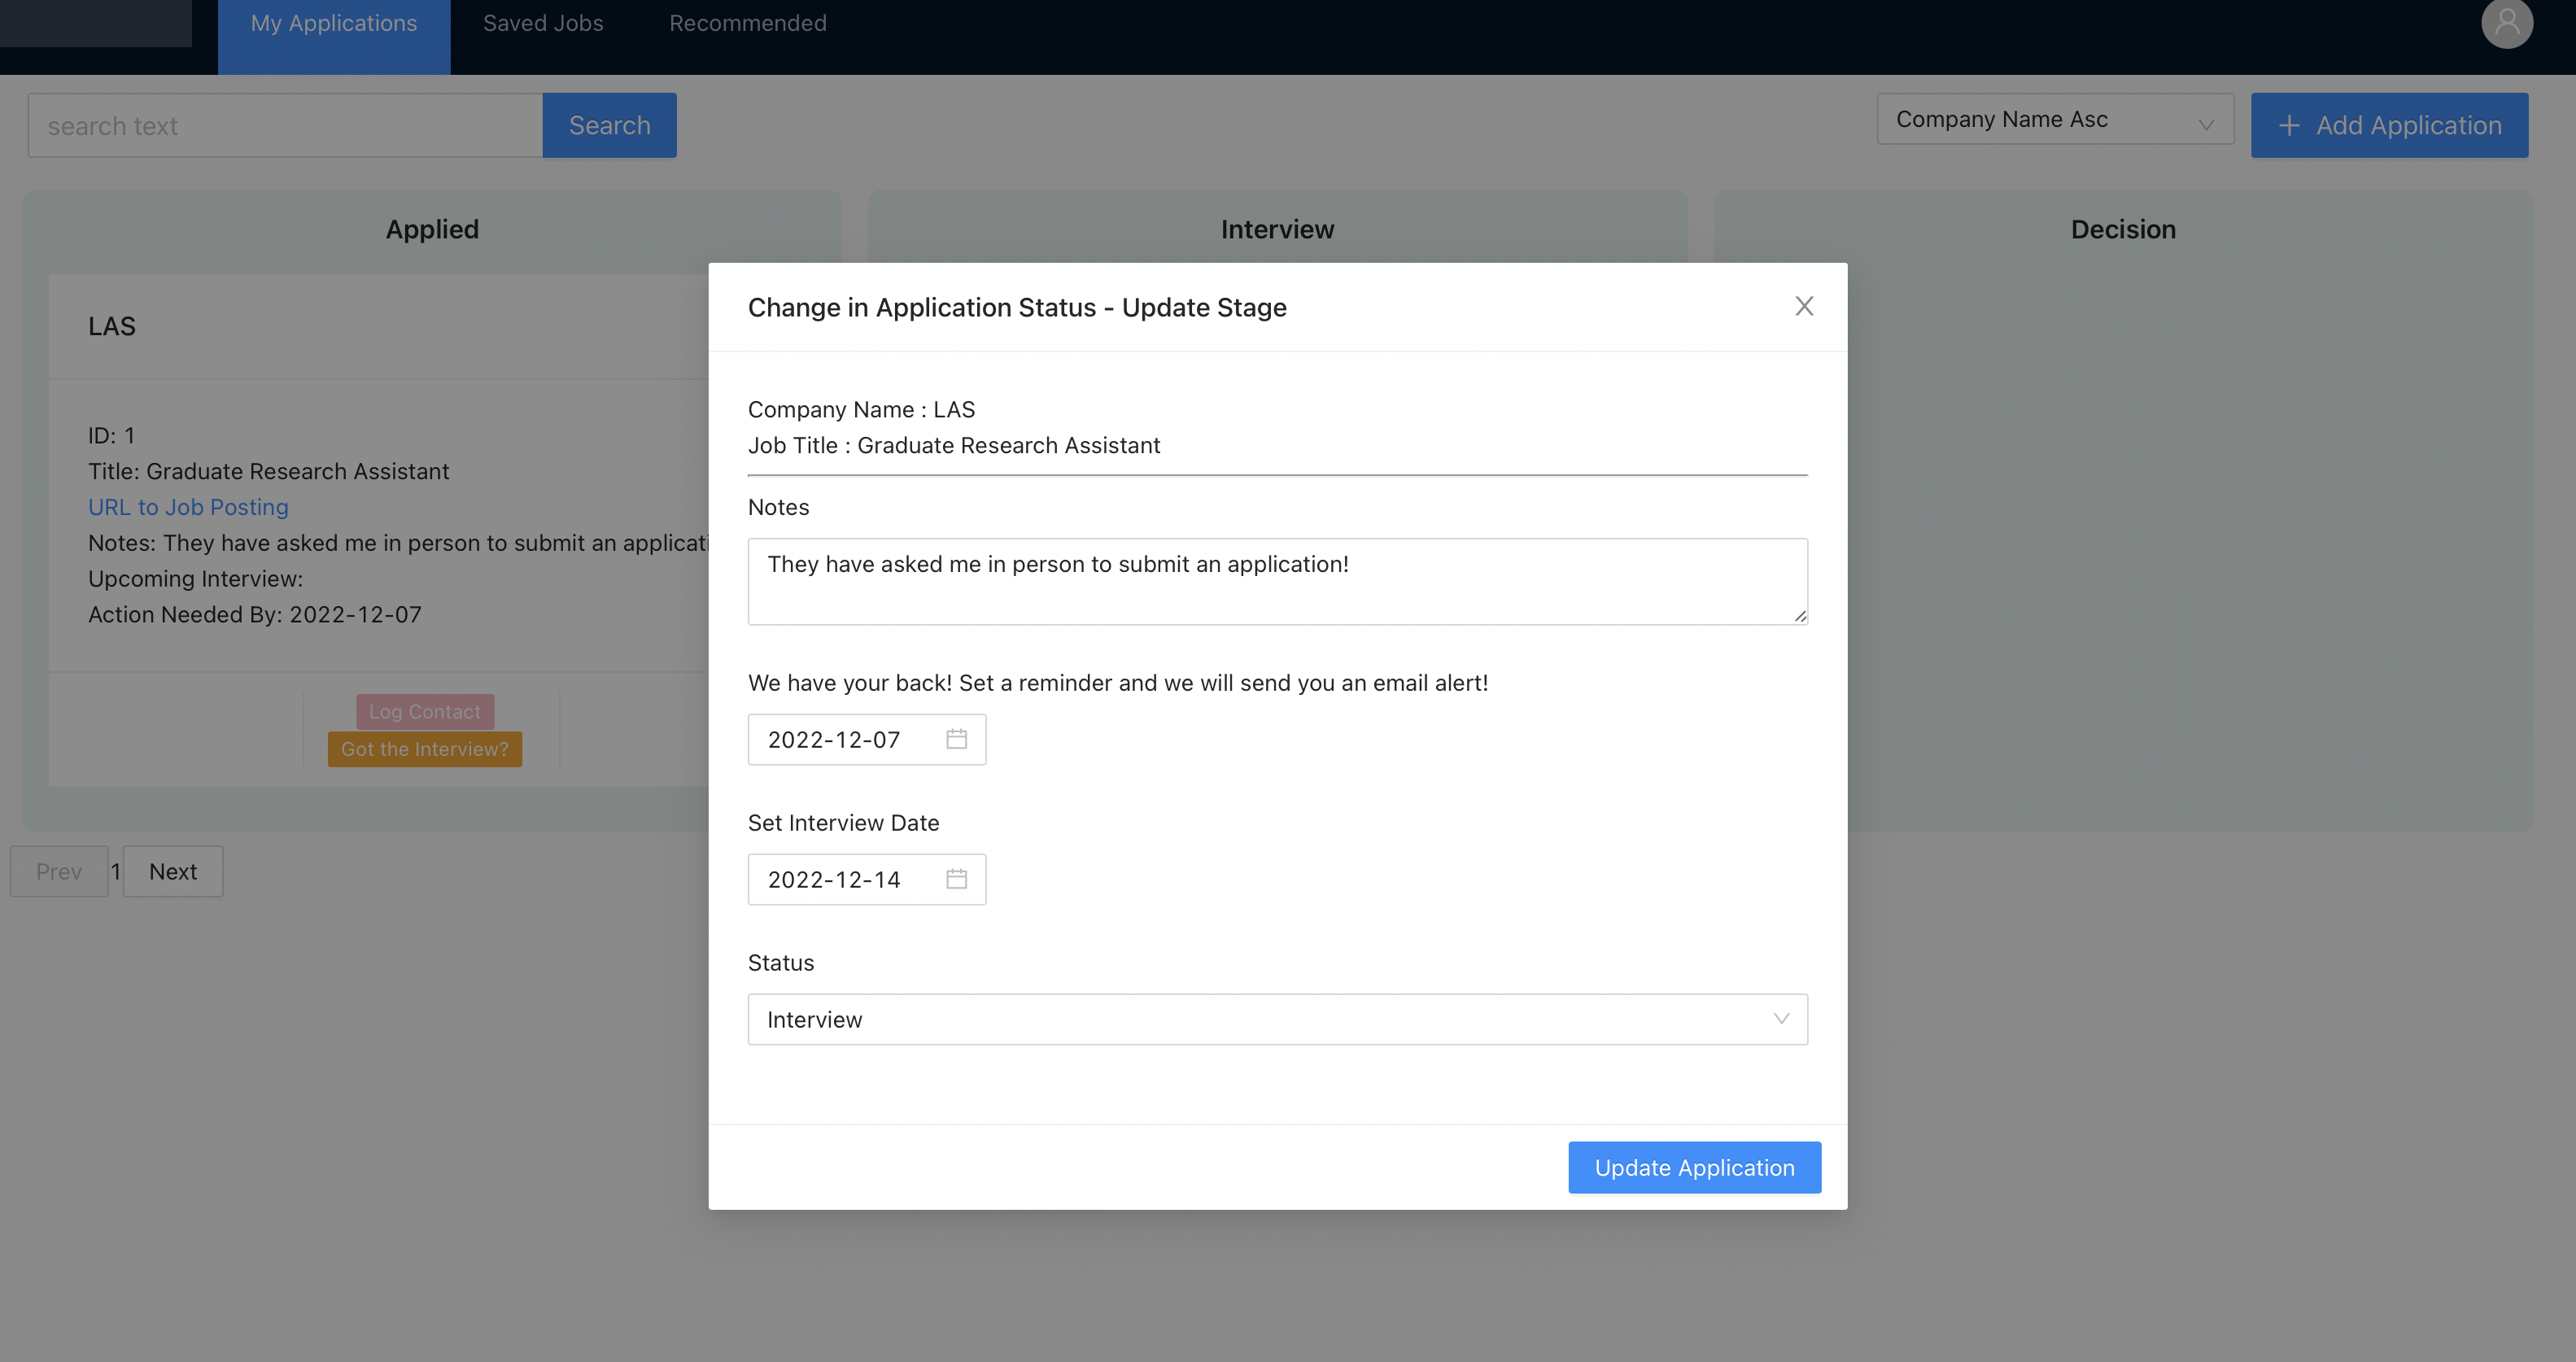 My Applications
Saved Jobs
Recommended
search text
Search
Company Name Asc
+ Add Application
Applied
Interview
Decision
LAS
ID: 1
Title: Graduate Research Assistant
URL to Job Posting
Notes: They have asked me in person to submit an applicati
Upcoming Interview:
Action Needed By: 2022-12-07
Log Contact
Got the Interview?
Prev
1
Next
Change in Application Status - Update Stage
Company Name : LAS
Job Title : Graduate Research Assistant
Notes
They have asked me in person to submit an application!
We have your back! Set a reminder and we will send you an email alert!
2022-12-07
Set Interview Date
2022-12-14
Status
Interview
Update Application